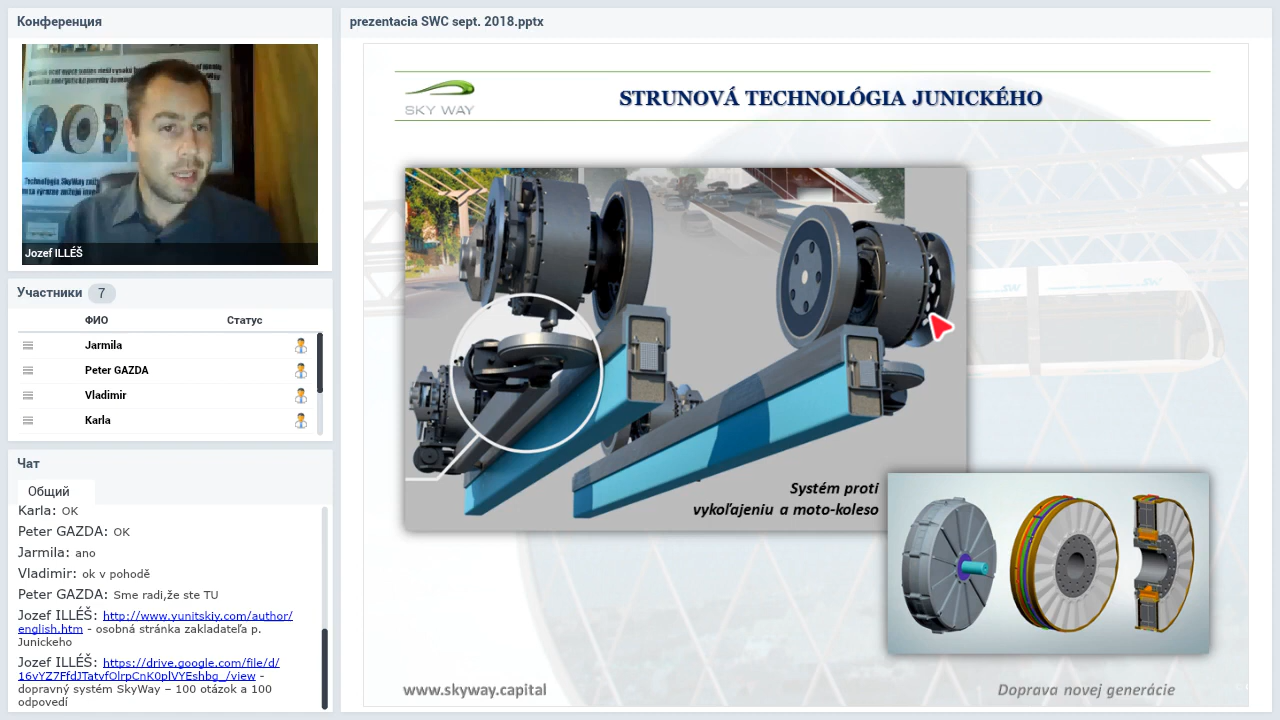 Конференция
Jozef ILLÉŠ
Участники 7
ФИО Статус
Jarmila
Peter GAZDA
Vladimir
Karla
Чат
Общий
Karla: OK
Peter GAZDA: OK
Jarmila: ano
Vladimir: ok v pohodě
Peter GAZDA: Sme radi,že ste TU
Jozef ILLÉŠ: http://www.yunitskiy.com/author/
english.htm - osobná stránka zakladateľa p.
Junickeho
Jozef ILLÉŠ: https://drive.google.com/file/d/
16vYZ7FfdJTatvfOlrpCnK0plVYEshbg_/view -
dopravný systém SkyWay – 100 otázok a 100
odpovedí
prezentacia SWC sept. 2018.pptx
SKY WAY
STRUNOVÁ TECHNOLÓGIA JUNICKÉHO
Systém proti
vykoľajeniu a moto-koleso
www.skyway.capital
Doprava novej generácie